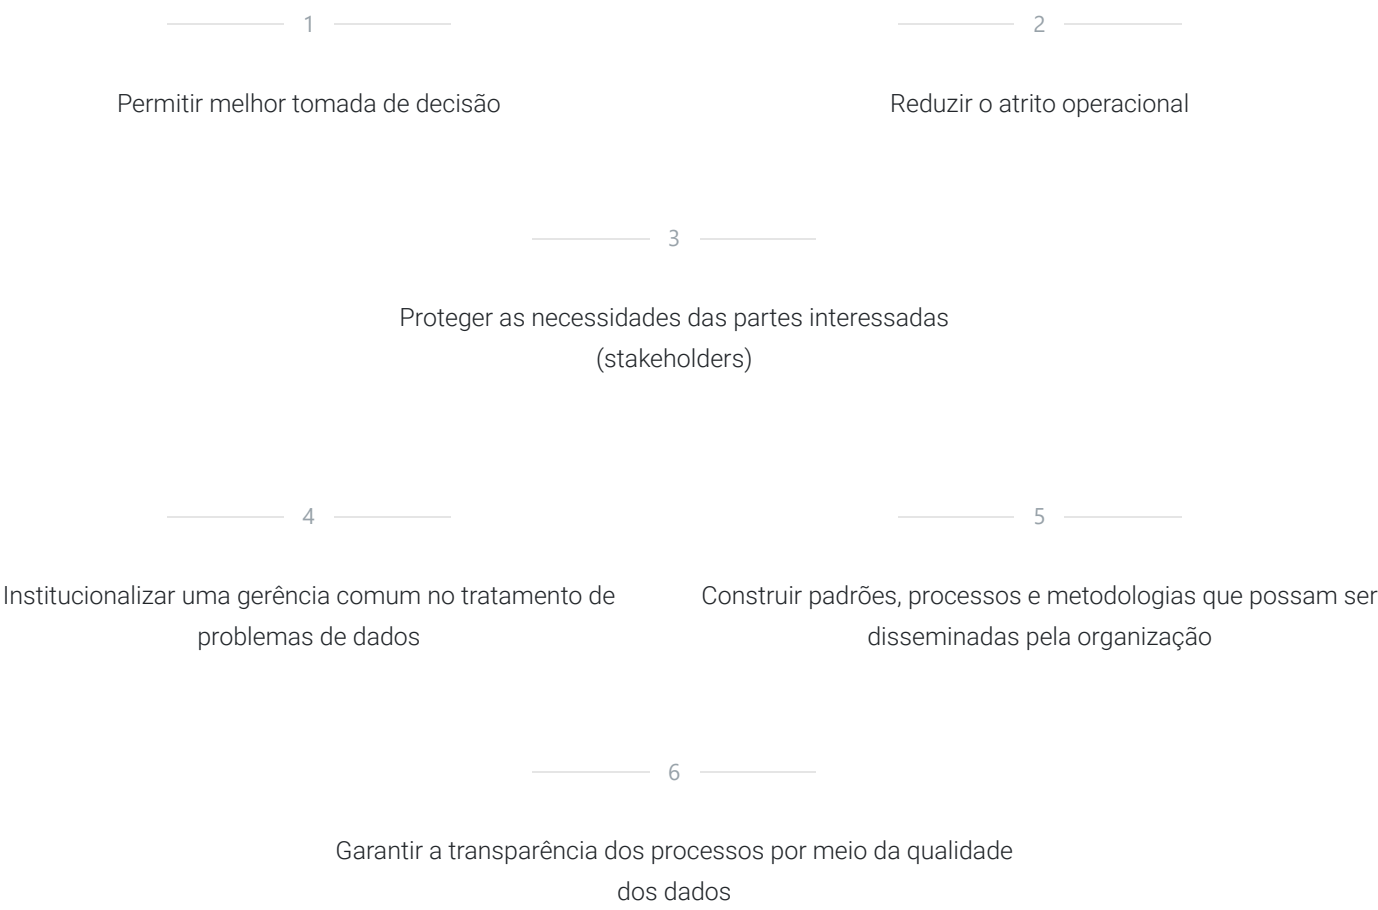 1
Permitir melhor tomada de decisão
2
Reduzir o atrito operacional
3
Proteger as necessidades das partes interessadas
(stakeholders)
4
Institucionalizar uma gerência comum no tratamento de
problemas de dados
5
Construir padrões, processos e metodologias que possam ser
disseminadas pela organização
6
Garantir a transparência dos processos por meio da qualidade
dos dados